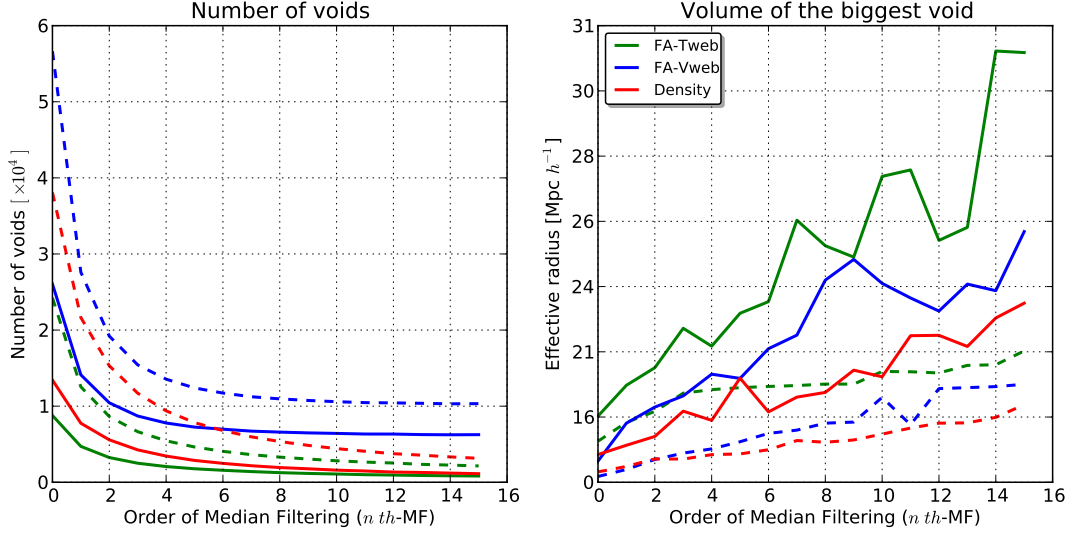 Number of voids
6
5
4
3
2
1
0
0 2 4 6 8 10 12 14 16
Number of voids [ ×10⁴ ]
Order of Median Filtering (n th-MF)
Volume of the biggest void
31
30
28
26
24
21
16
0
0 2 4 6 8 10 12 14 16
Effective radius [Mpc h⁻¹ ]
Order of Median Filtering (n th-MF)
FA-Tweb
FA-Vweb
Density